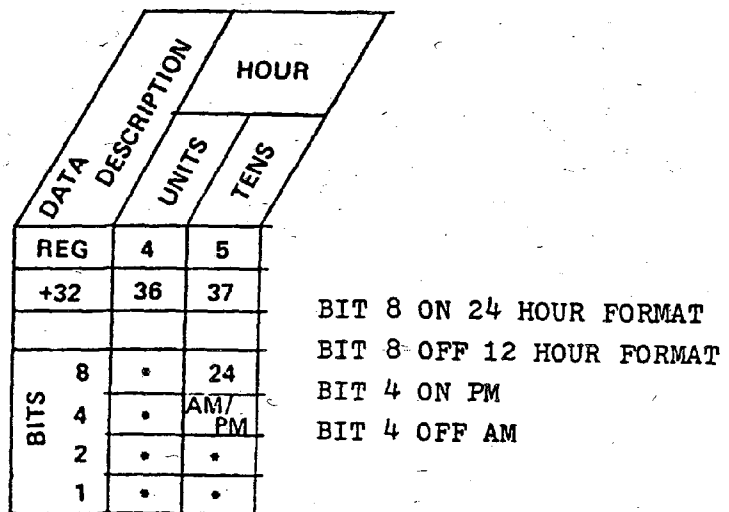 DATA DESCRIPTION
HOUR
UNITS
TENS
REG 4 5
+32 36 37
BITS
8 * 24
4 * AM/PM
2 * *
1 * *
BIT 8 ON 24 HOUR FORMAT
BIT 8 OFF 12 HOUR FORMAT
BIT 4 ON PM
BIT 4 OFF AM